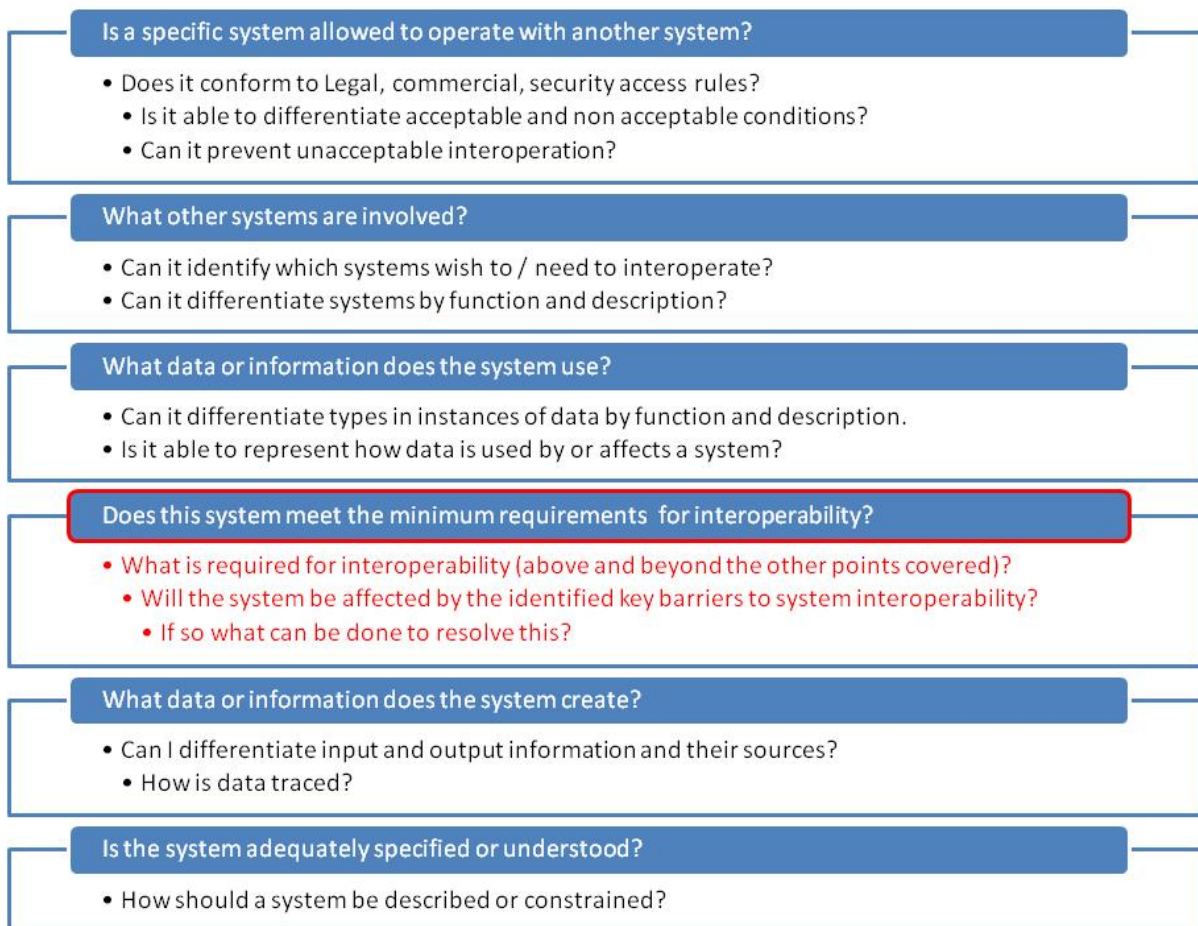 Is a specific system allowed to operate with another system?
• Does it conform to Legal, commercial, security access rules?
• Is it able to differentiate acceptable and non acceptable conditions?
• Can it prevent unacceptable interoperation?
What other systems are involved?
• Can it identify which systems wish to / need to interoperate?
• Can it differentiate systems by function and description?
What data or information does the system use?
• Can it differentiate types in instances of data by function and description.
• Is it able to represent how data is used by or affects a system?
Does this system meet the minimum requirements for interoperability?
• What is required for interoperability (above and beyond the other points covered)?
• Will the system be affected by the identified key barriers to system interoperability?
• If so what can be done to resolve this?
What data or information does the system create?
• Can I differentiate input and output information and their sources?
• How is data traced?
Is the system adequately specified or understood?
• How should a system be described or constrained?